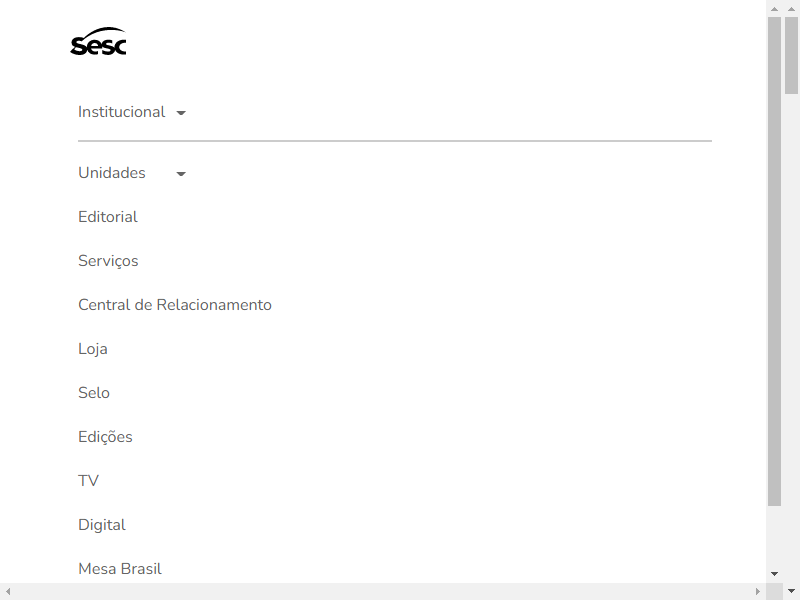 Sesc
Institucional
Unidades
Editorial
Serviços
Central de Relacionamento
Loja
Selo
Edições
TV
Digital
Mesa Brasil